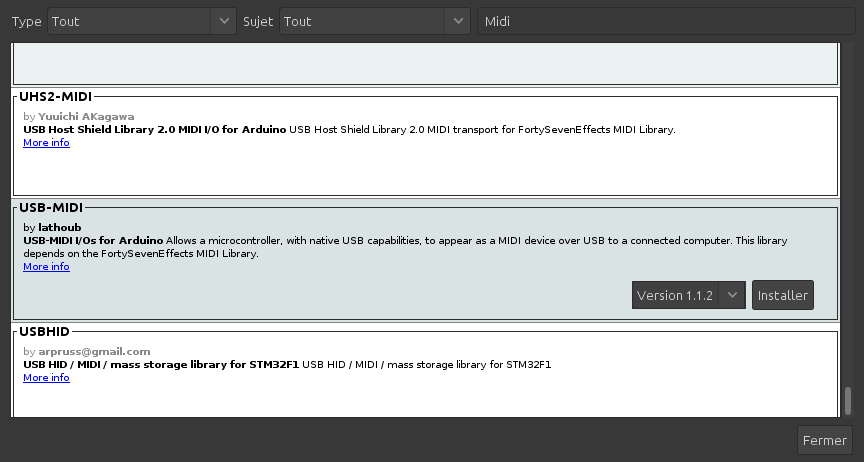 Type Tout Sujet Tout Midi
UHS2-MIDI
by Yuuichi AKagawa
USB Host Shield Library 2.0 MIDI I/O for Arduino USB Host Shield Library 2.0 MIDI transport for FortySevenEffects MIDI Library.
More info
USB-MIDI
by lathoub
USB-MIDI I/Os for Arduino Allows a microcontroller, with native USB capabilities, to appear as a MIDI device over USB to a connected computer. This library
depends on the FortySevenEffects MIDI Library.
More info
Version 1.1.2 Installer
USBHID
by arpruss@gmail.com
USB HID / MIDI / mass storage library for STM32F1 USB HID / MIDI / mass storage library for STM32F1
More info
Fermer